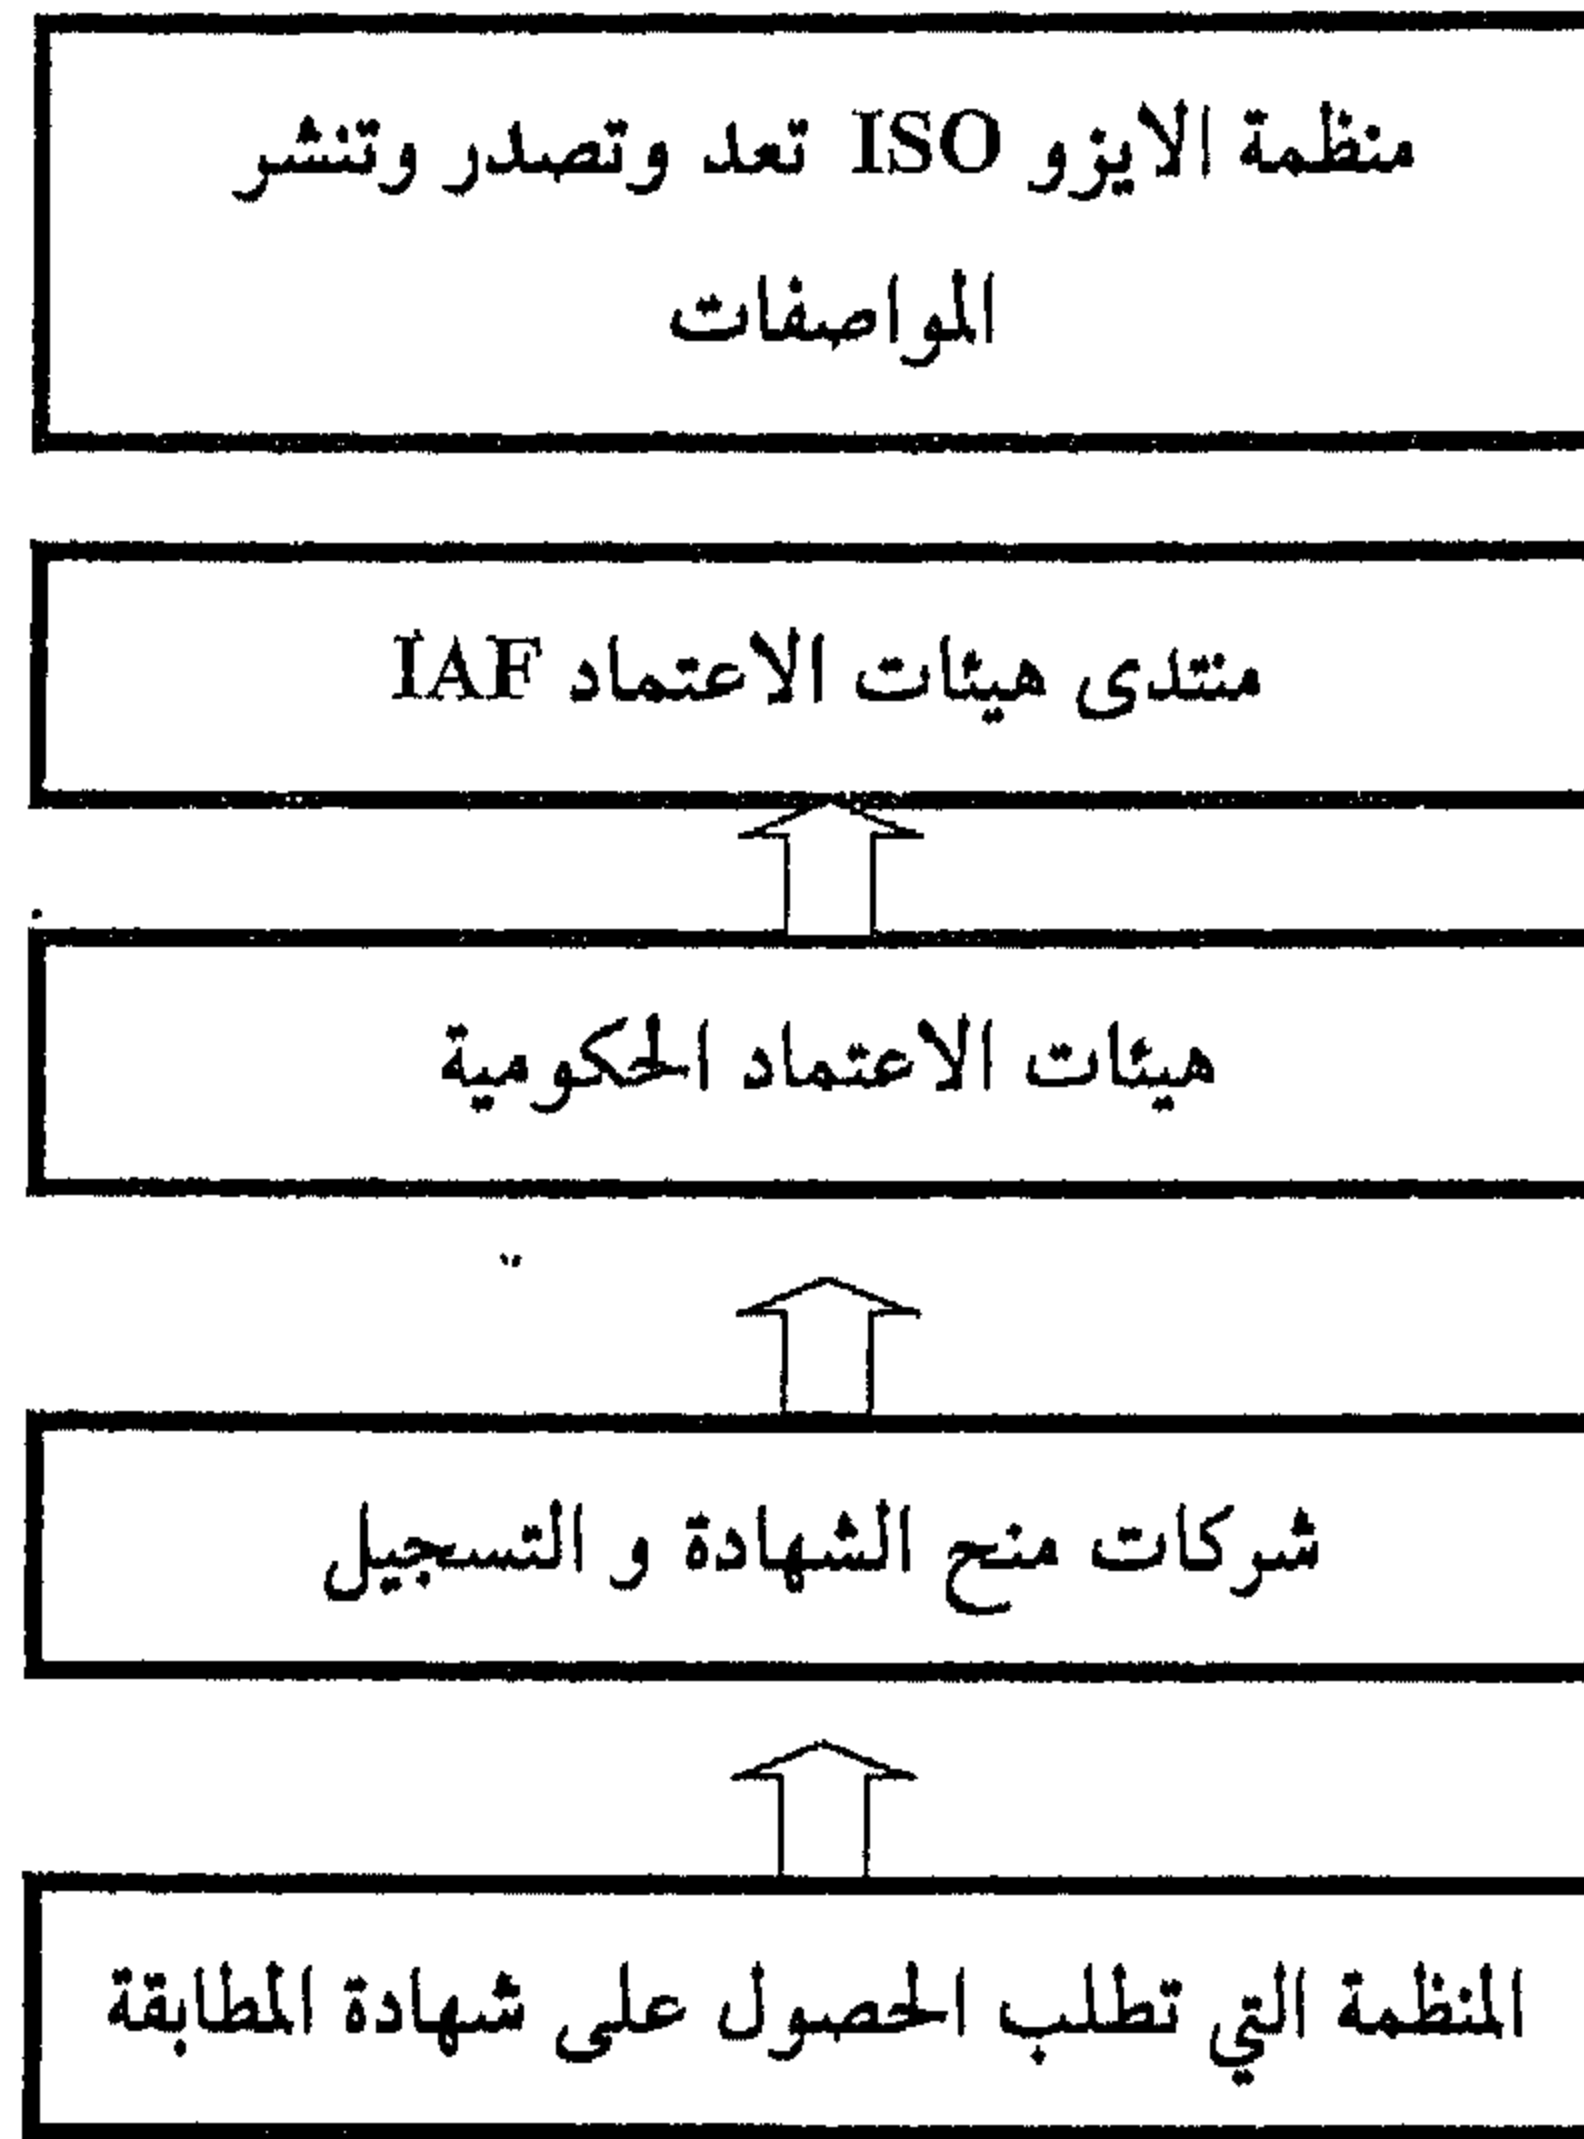 منظمة الايزو ISO تعد وتصدر وتنشر
المواصفات
منتدى هيئات الاعتماد IAF
هيئات الاعتماد الحكومية
شركات منح الشهادة و التسجيل
المنظمة التي تطلب الحصول على شهادة المطابقة